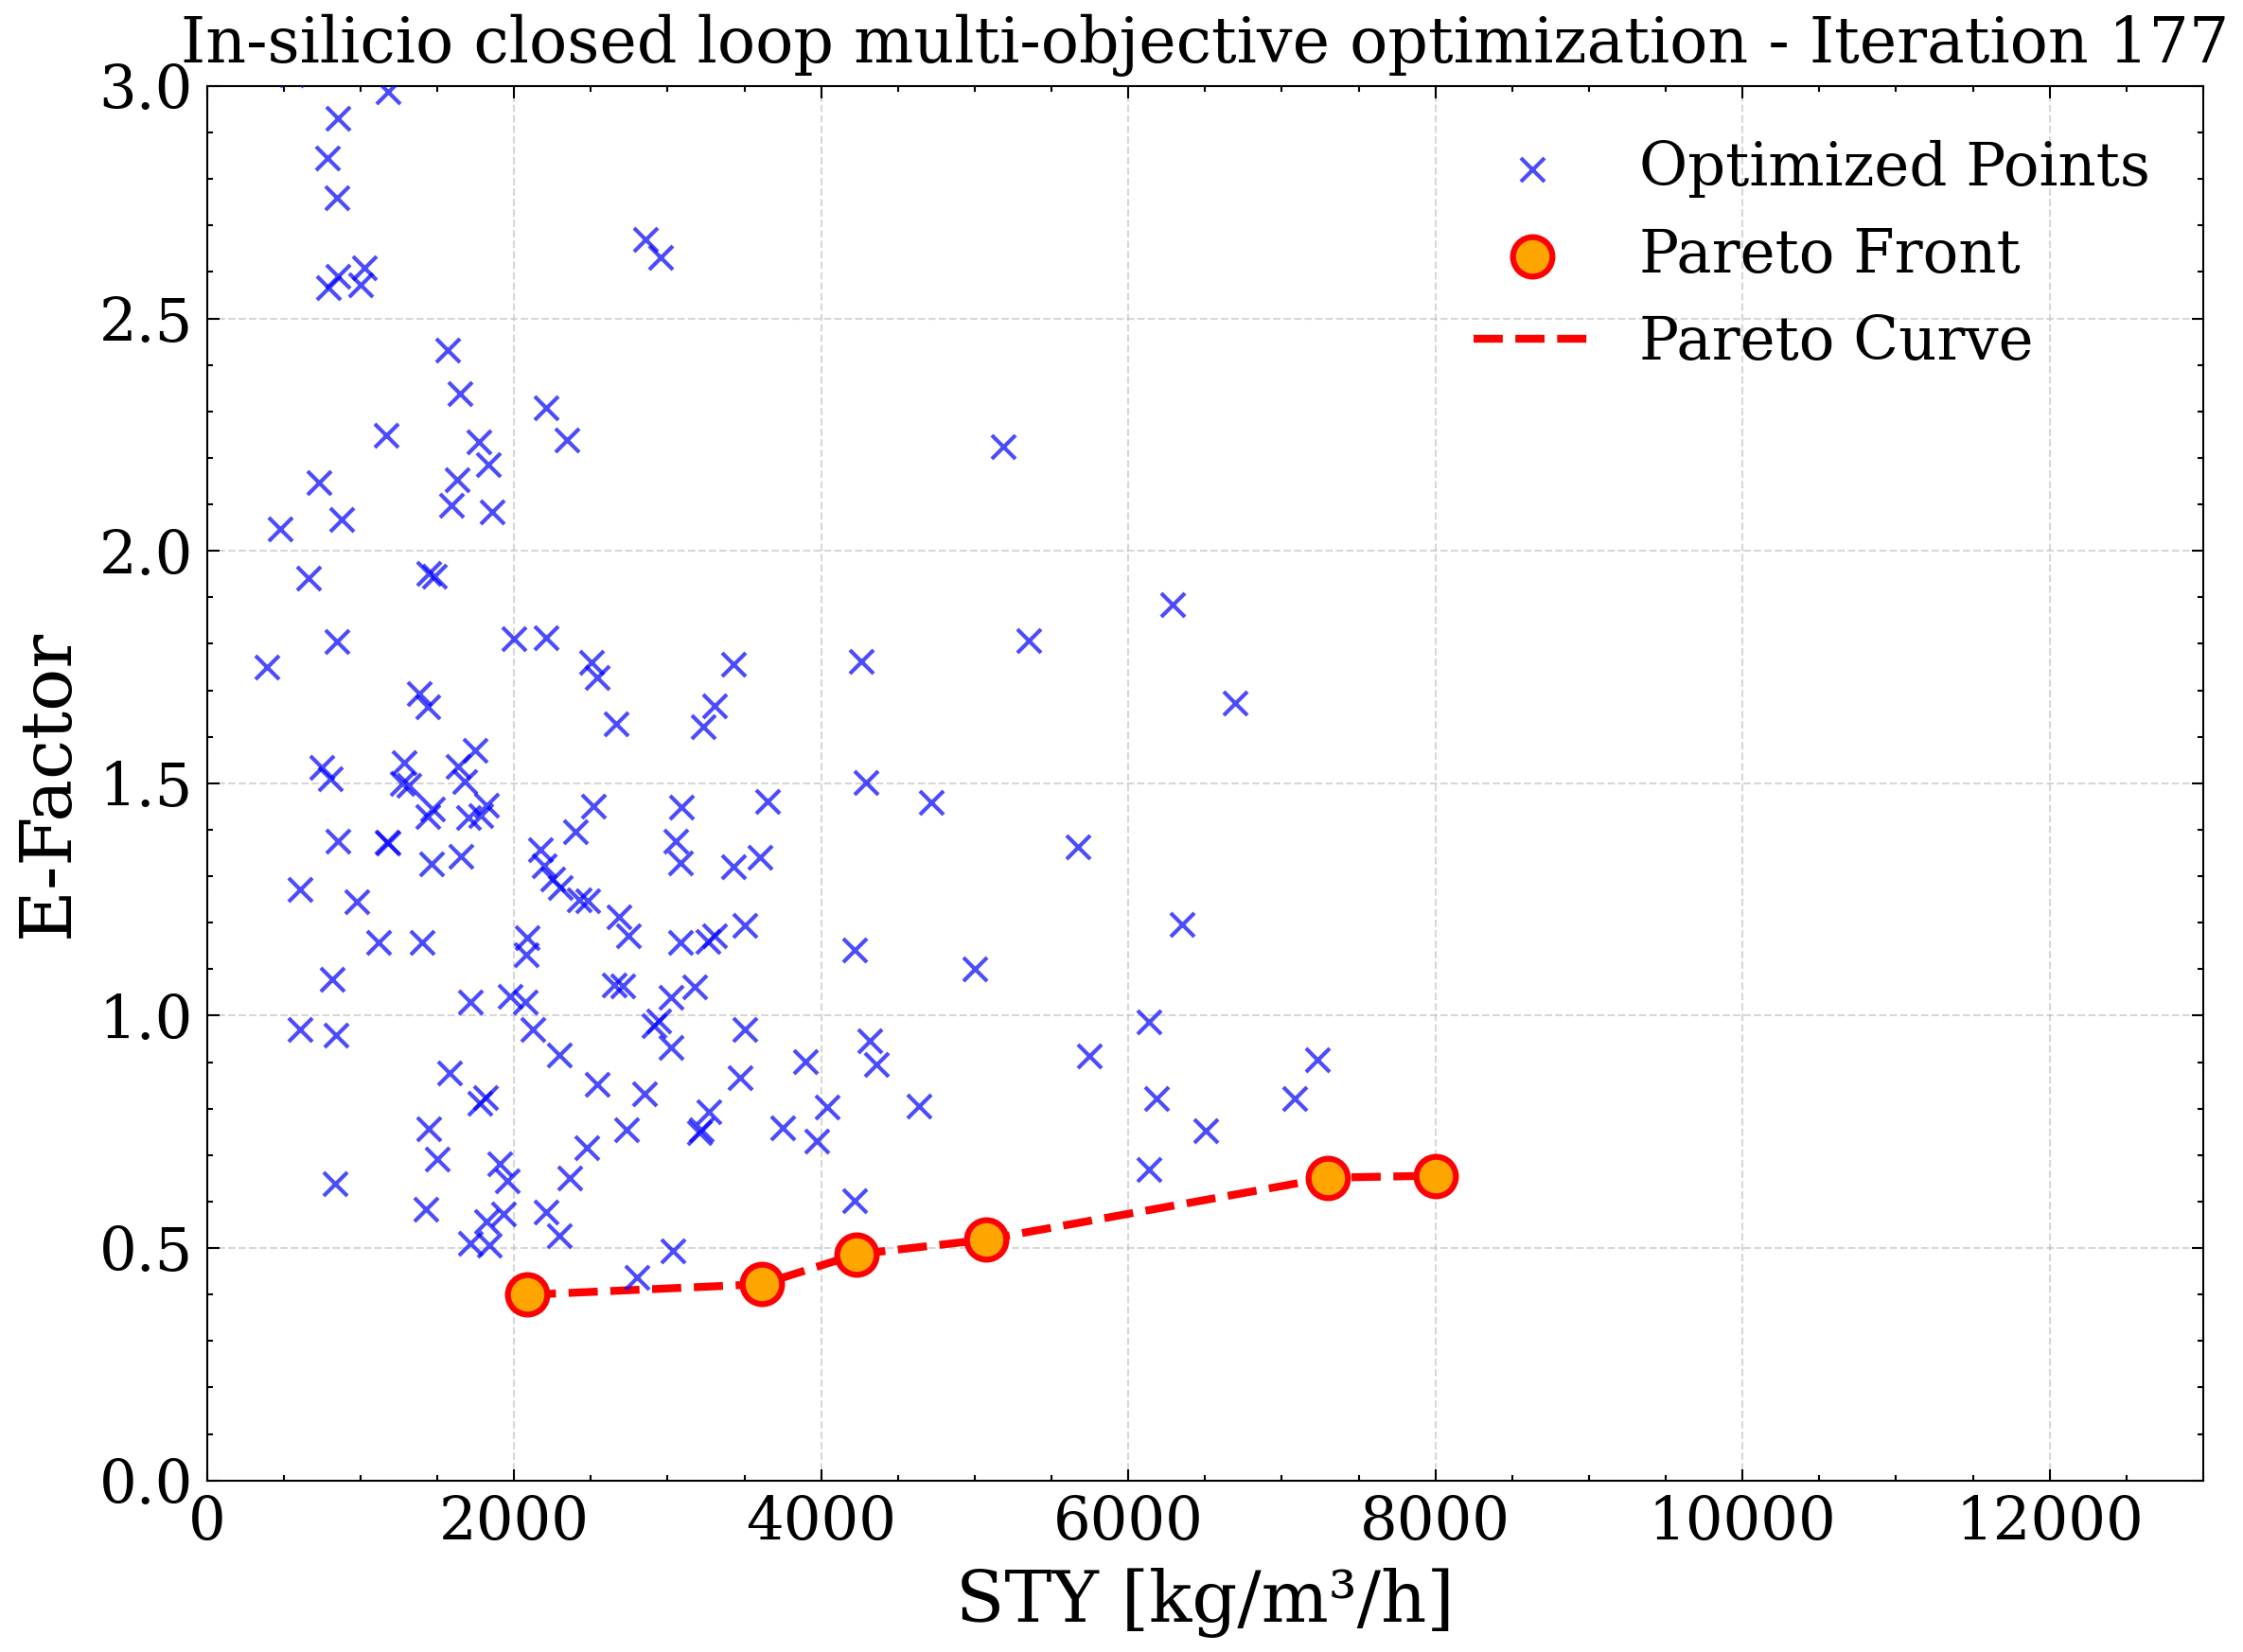 In-silicio closed loop multi-objective optimization - Iteration 177
3.0
2.5
2.0
1.5
1.0
0.5
0.0
E-Factor
Optimized Points
Pareto Front
Pareto Curve
0 2000 4000 6000 8000 10000 12000
STY [kg/m³/h]